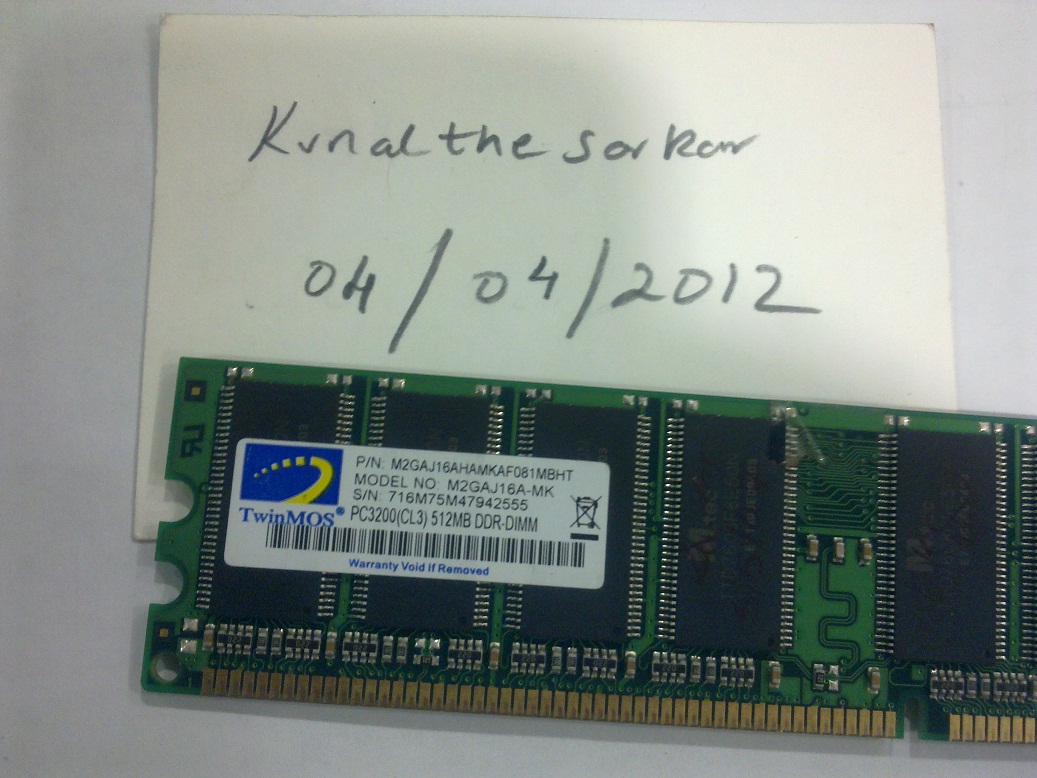 Kunalthesarkar
04/04/2012
P/N: M2GAJ16AHAMKAF081MBHT
MODEL NO: M2GAJ16A-MK
S/N: 716M75M47942555
PC3200(CL3) 512MB DDR-DIMM
TwinMOS®
Warranty Void If Removed